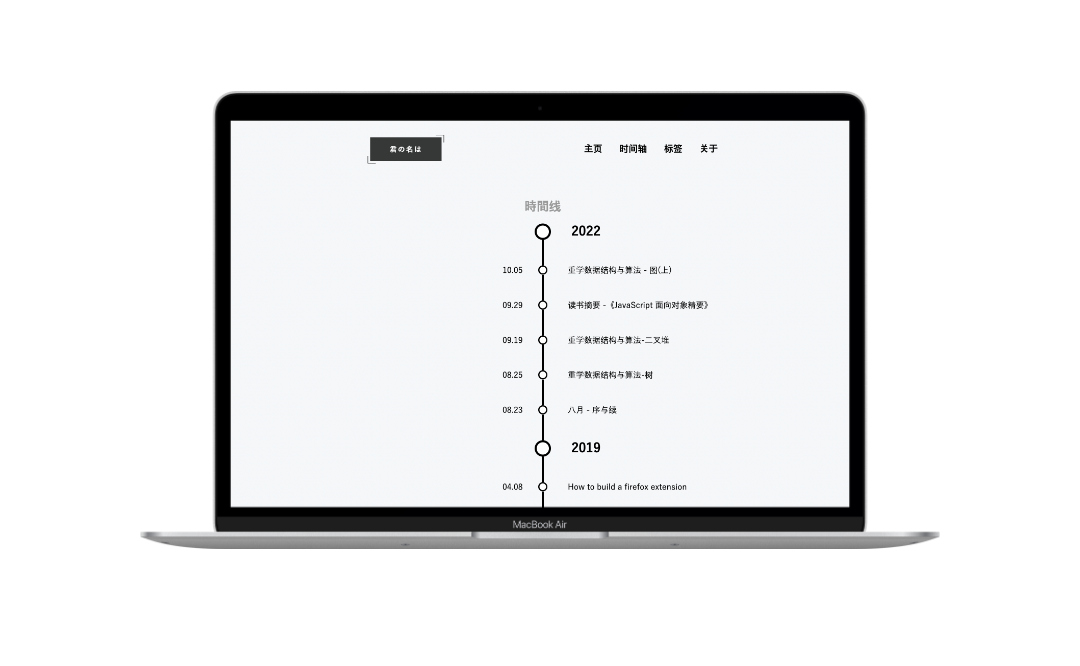 君の名は
主页 时间轴 标签 关于
時間线
2022
10.05 重学数据结构与算法 - 图(上)
09.29 读书摘要 -《JavaScript 面向对象精要》
09.19 重学数据结构与算法-二叉堆
08.25 重学数据结构与算法-树
08.23 八月 - 序与续
2019
04.08 How to build a firefox extension
MacBook Air